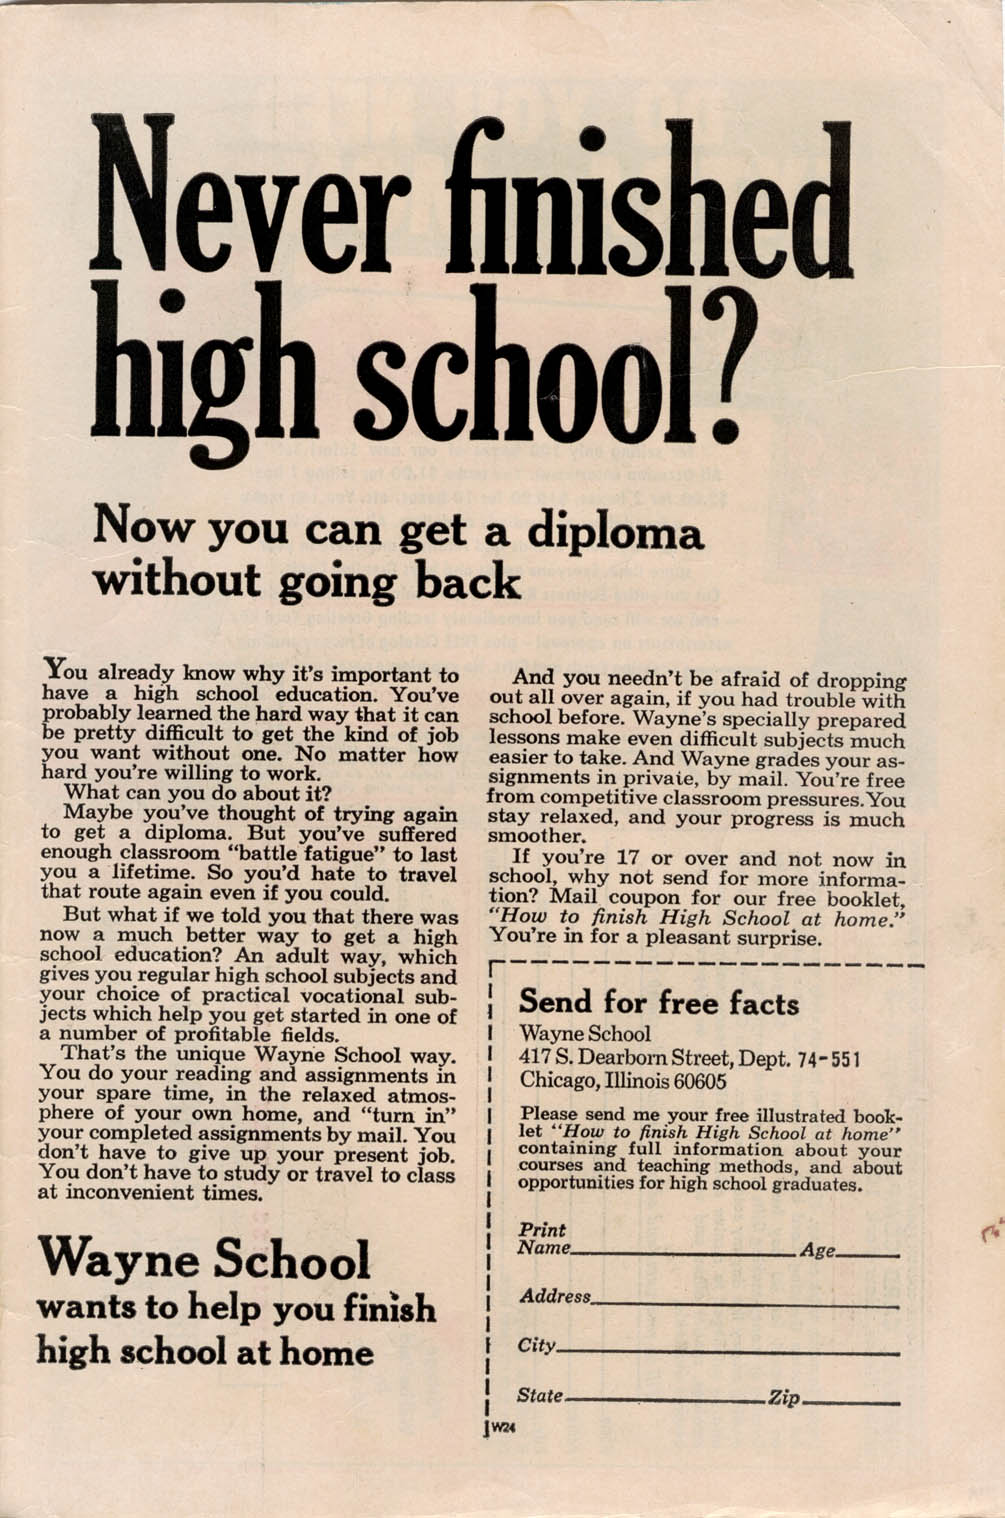 Never finished
high school?
Now you can get a diploma
without going back
You already know why it's important to
have a high school education. You've
probably learned the hard way that it can
be pretty difficult to get the kind of job
you want without one. No matter how
hard you're willing to work.
What can you do about it?
Maybe you've thought of trying again
to get a diploma. But you've suffered
enough classroom "battle fatigue" to last
you a lifetime. So you'd hate to travel
that route again even if you could.
But what if we told you that there was
now a much better way to get a high
school education? An adult way, which
gives you regular high school subjects and
your choice of practical vocational sub-
jects which help you get started in one of
a number of profitable fields.
That's the unique Wayne School way.
You do your reading and assignments in
your spare time, in the relaxed atmos-
phere of your own home, and "turn in"
your completed assignments by mail. You
don't have to give up your present job.
You don't have to study or travel to class
at inconvenient times.
Wayne School
wants to help you finish
high school at home
And you needn't be afraid of dropping
out all over again, if you had trouble with
school before. Wayne's specially prepared
lessons make even difficult subjects much
easier to take. And Wayne grades your as-
signments in private, by mail. You're free
from competitive classroom pressures. You
stay relaxed, and your progress is much
smoother.
If you're 17 or over and not now in
school, why not send for more informa-
tion? Mail coupon for our free booklet,
"How to finish High School at home."
You're in for a pleasant surprise.
Send for free facts
Wayne School
417 S. Dearborn Street, Dept. 74-551
Chicago, Illinois 60605
Please send me your free illustrated book-
let "How to finish High School at home"
containing full information about your
courses and teaching methods, and about
opportunities for high school graduates.
Print
Name Age
Address
City
State Zip
W24